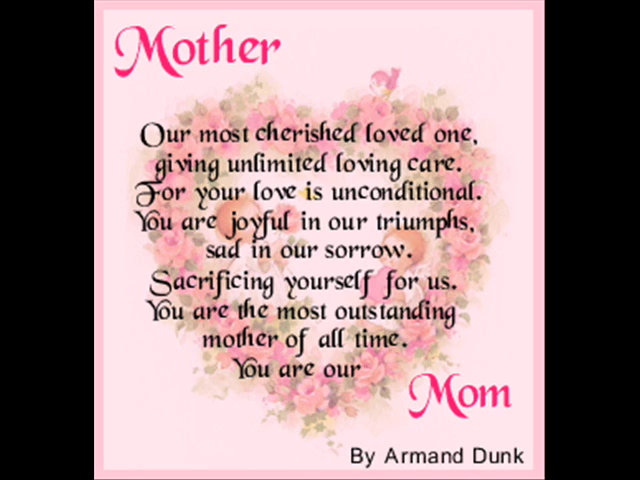 Mother
Our most cherished loved one,
giving unlimited loving care.
For your love is unconditional.
You are joyful in our triumphs,
sad in our sorrow.
Sacrificing yourself for us.
You are the most outstanding
mother of all time.
You are our
Mom
By Armand Dunk